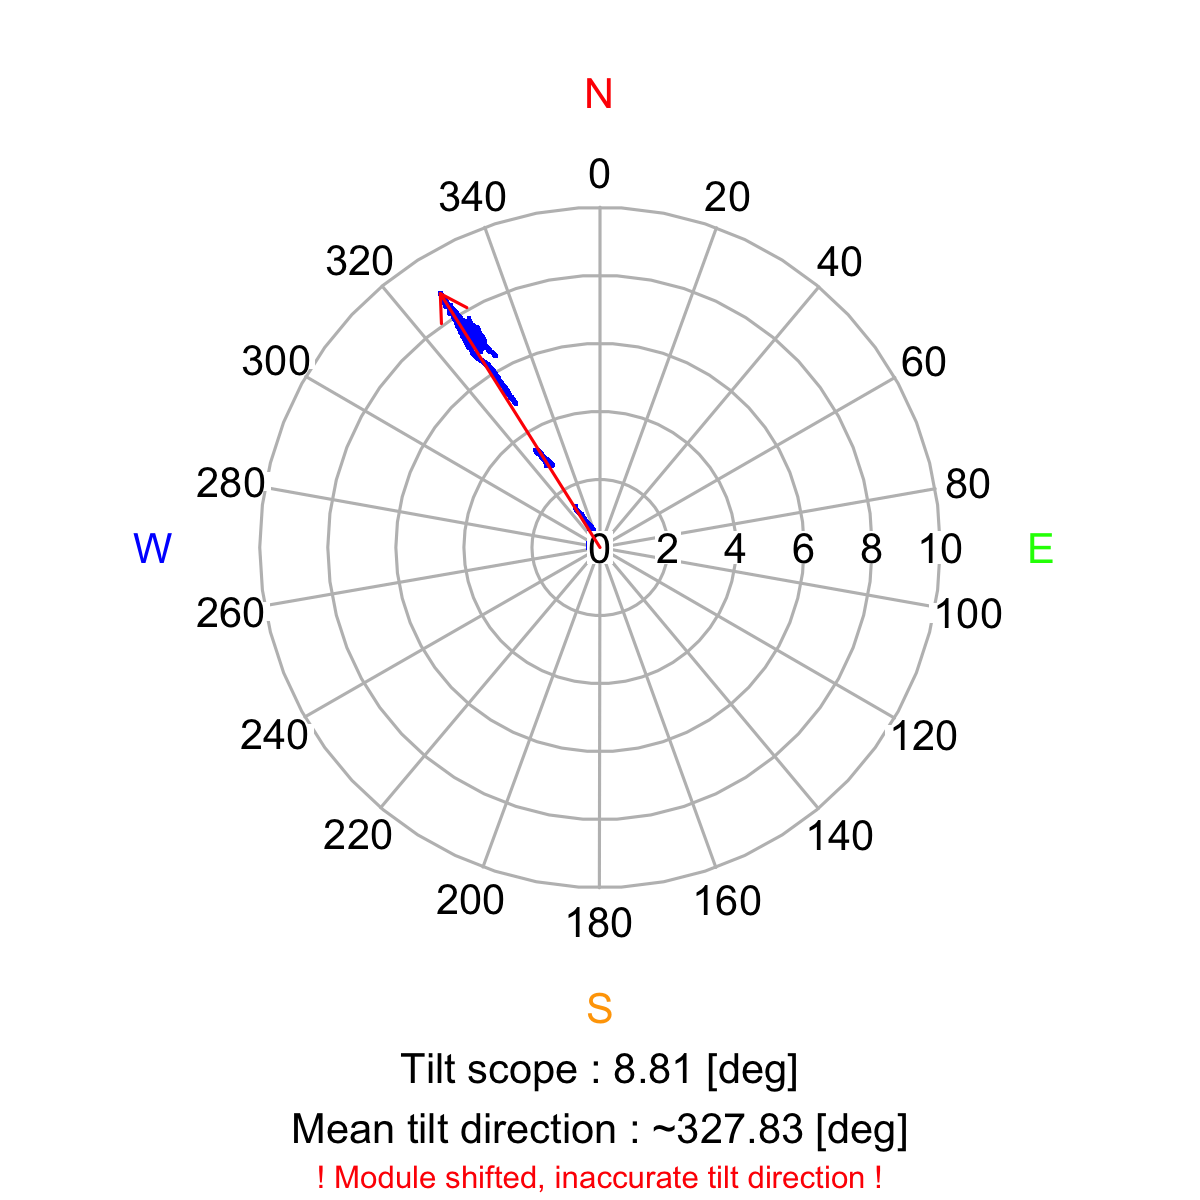 N
0
340 20
320 40
300 60
280 80
W 0 2 4 6 8 10 E
260 100
240 120
220 140
200 160
180
S
Tilt scope : 8.81 [deg]
Mean tilt direction : ~327.83 [deg]
! Module shifted, inaccurate tilt direction !